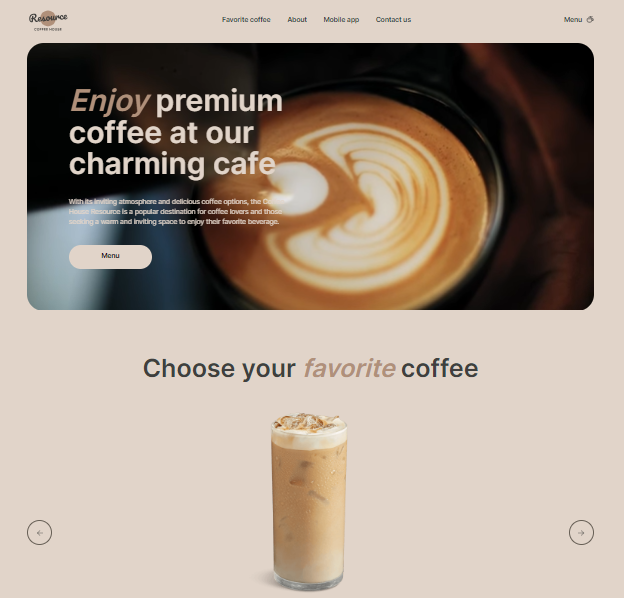 Resource
COFFEE HOUSE
Favorite coffee
About
Mobile app
Contact us
Menu
Enjoy premium
coffee at our
charming cafe
With its inviting atmosphere and delicious coffee options, the
House Resource is a popular destination for coffee lovers and those
seeking a warm and inviting space to enjoy their favorite beverage.
Menu
Choose your favorite coffee